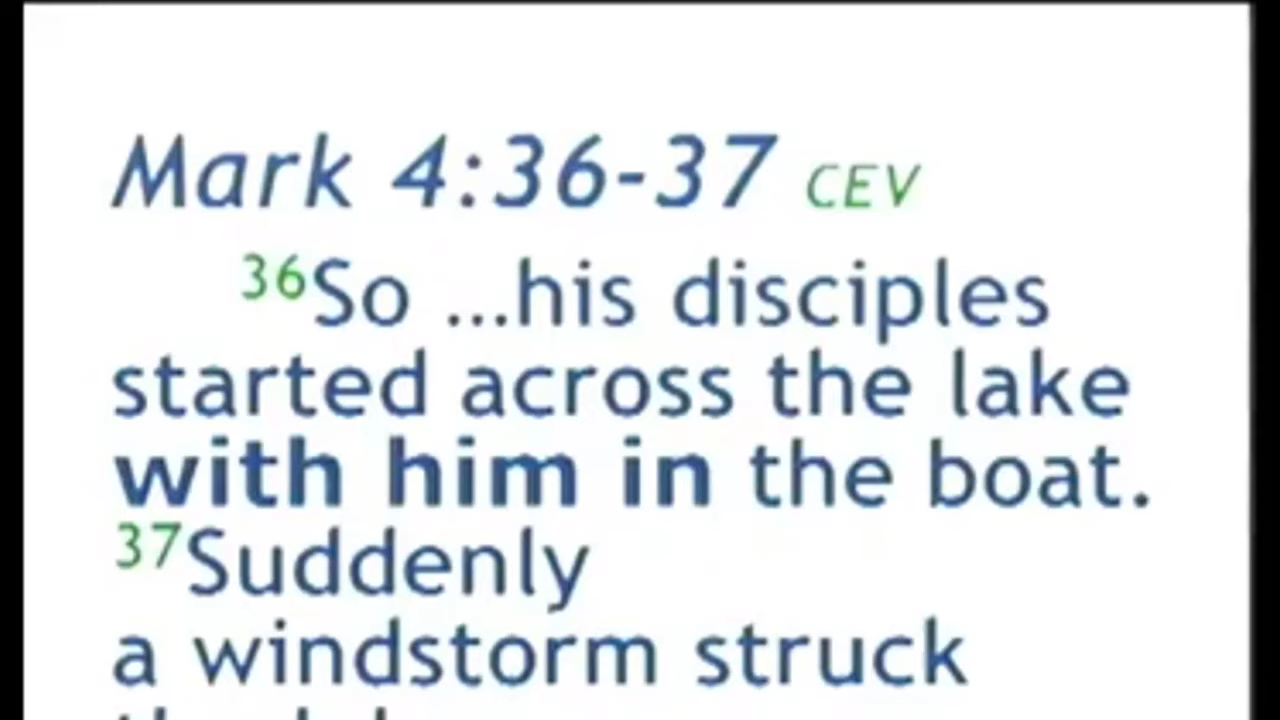 Mark 4:36-37 CEV
36So ...his disciples
started across the lake
with him in the boat.
37Suddenly
a windstorm struck